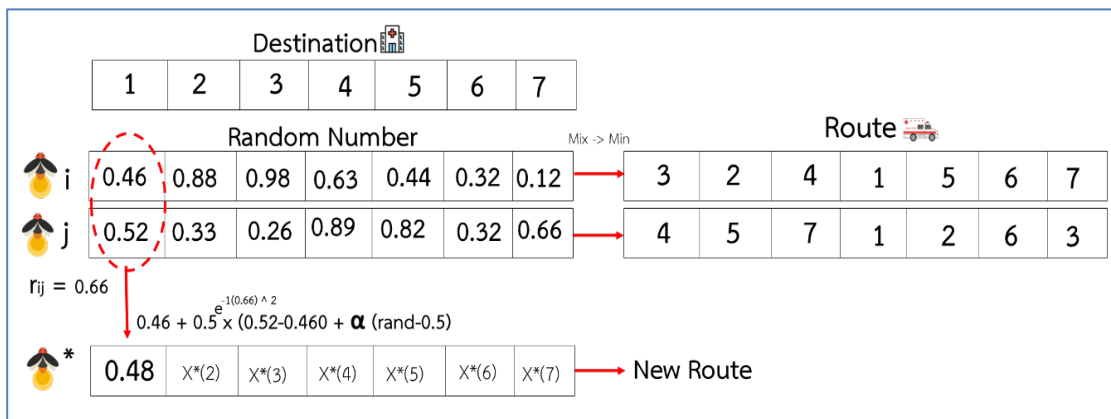 Destination
1 2 3 4 5 6 7
Random Number
Mix -> Min
Route
i 0.46 0.88 0.98 0.63 0.44 0.32 0.12 3 2 4 1 5 6 7
j 0.52 0.33 0.26 0.89 0.82 0.32 0.66 4 5 7 1 2 6 3
rij = 0.66
0.46 + 0.5 e-1(0.66) ^ 2 x (0.52-0.460 + α (rand-0.5)
* 0.48 X*(2) X*(3) X*(4) X*(5) X*(6) X*(7) New Route